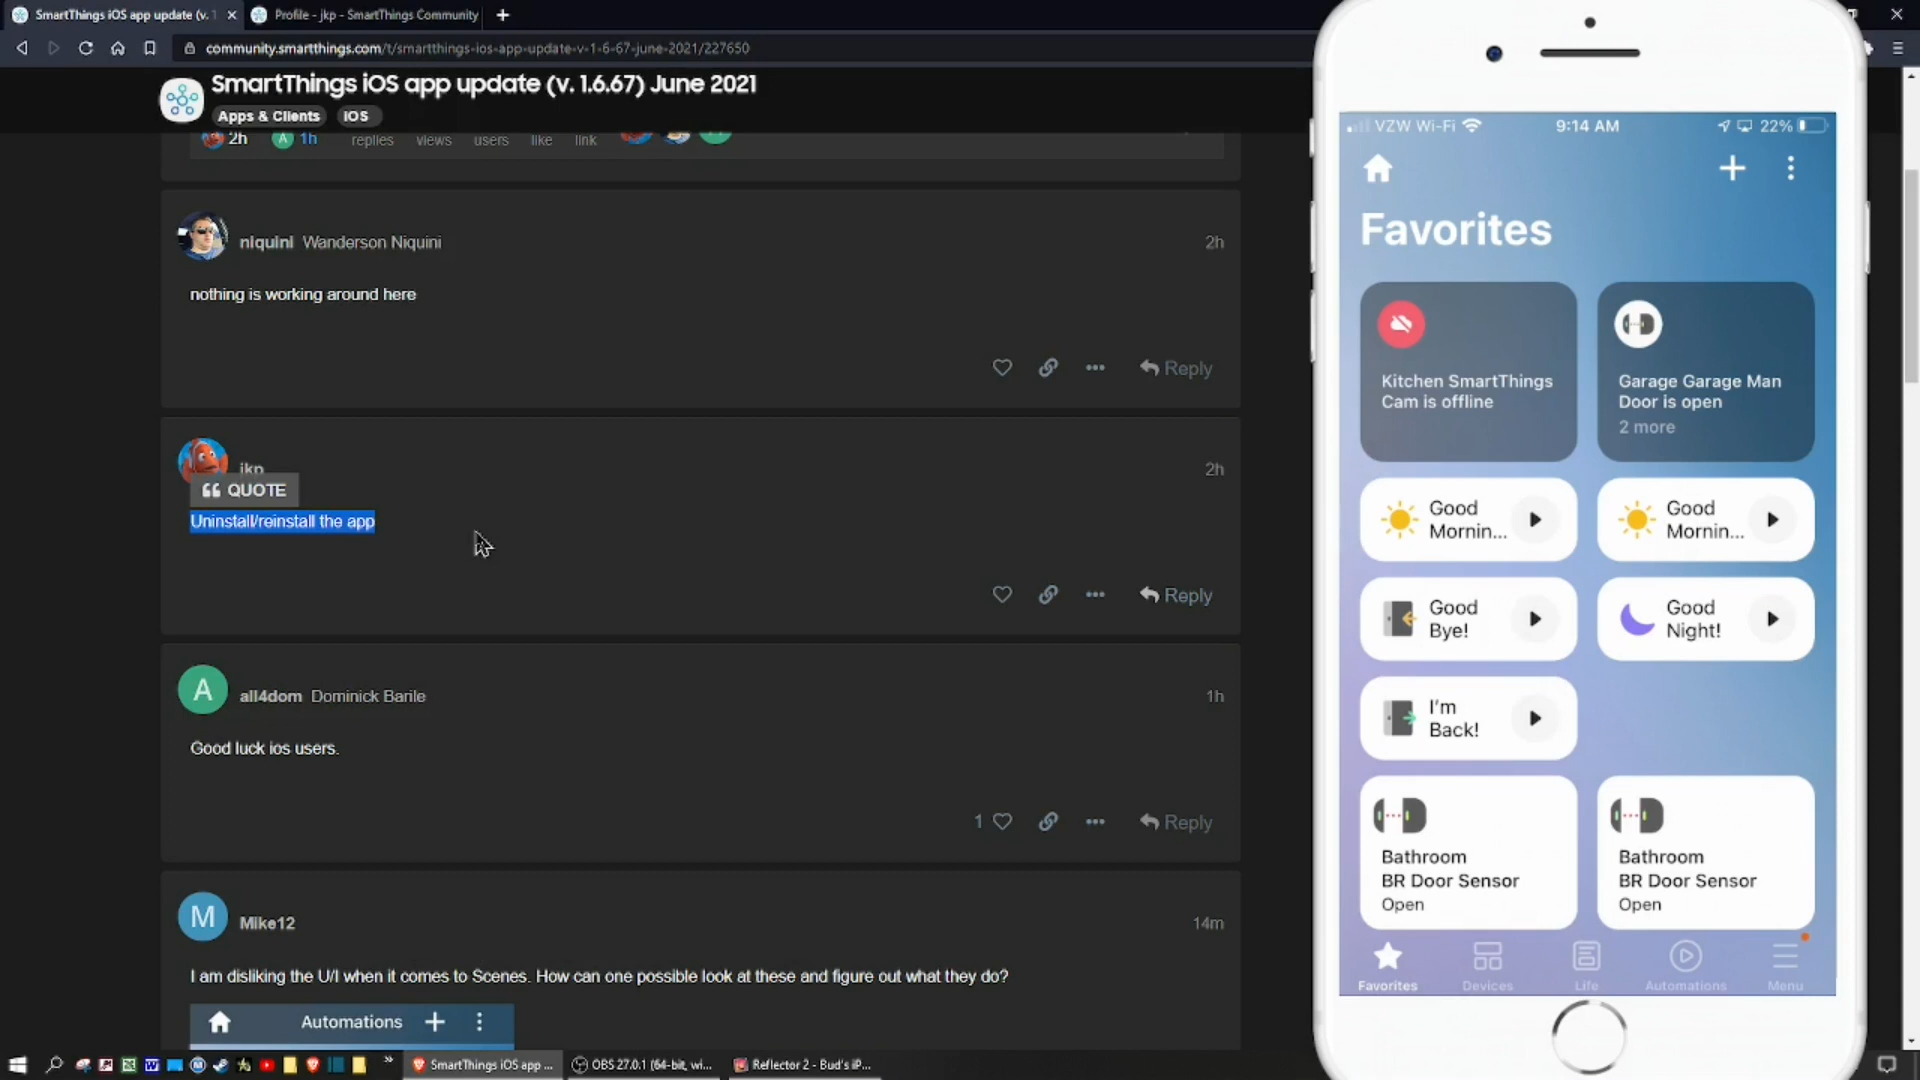 SmartThings iOS app update (v. 1
Profile - jkp - SmartThings Community
community.smartthings.com/t/smartthings-ios-app-update-v-1-6-67-june-2021/227650
SmartThings iOS app update (v. 1.6.67) June 2021
Apps & Clients
iOS
2h
A
1h
replies
views
users
like
link
niquini Wanderson Niquini
2h
nothing is working around here
Reply
jkp
2h
QUOTE
Uninstall/reinstall the app
Reply
A
all4dom Dominick Barile
1h
Good luck ios users.
1
Reply
M
Mike12
14m
I am disliking the U/I when it comes to Scenes. How can one possible look at these and figure out what they do?
Automations
VZW Wi-Fi
9:14 AM
22%
Favorites
Kitchen SmartThings
Cam is offline
Garage Garage Man
Door is open
2 more
Good
Mornin...
Good
Mornin...
Good
Bye!
Good
Night!
I'm
Back!
Bathroom
BR Door Sensor
Open
Bathroom
BR Door Sensor
Open
Favorites
Devices
Life
Automations
Menu
SmartThings iOS app ...
OBS 27.0.1 (64-bit, wi...
Reflector 2 - Bud's iP...